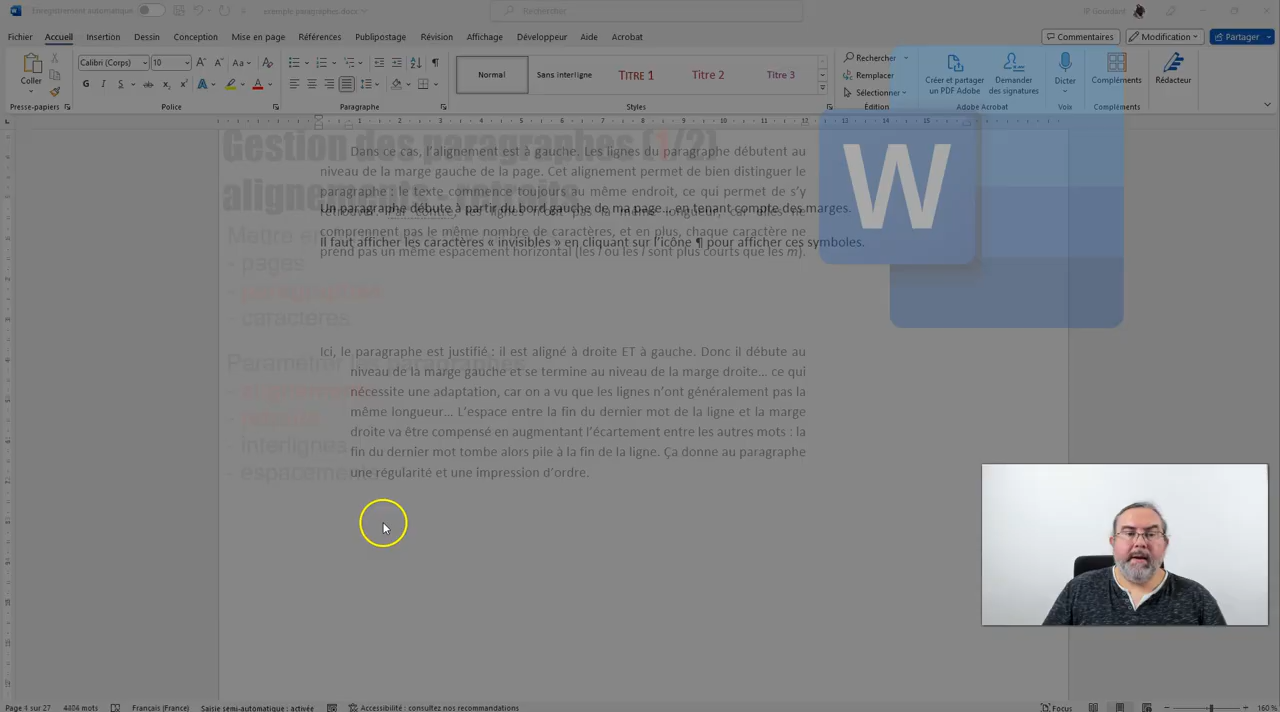 Enregistrement automatique
exemple paragraphes.docx
Rechercher
JP Gourdant
Fichier Accueil Insertion Dessin Conception Mise en page Références Publipostage Révision Affichage Développeur Aide Acrobat
Commentaires Modification Partager
Coller
Calibri (Corps) 10
G I S
Normal Sans interligne TITRE 1 Titre 2 Titre 3
Rechercher
Remplacer
Sélectionner
Créer et partager un PDF Adobe
Demander des signatures
Dicter
Compléments
Rédacteur
Presse-papiers Police Paragraphe Styles Édition Adobe Acrobat Voix Compléments
Gestion des paragraphes (1/2)
alignements - retraits
Mettre en
- pages
- paragraphes
- caractères
Paramétrer les paragraphes
- alignements
- retraits
- interlignes
- espacements
Dans ce cas, l'alignement est à gauche. Les lignes du paragraphe débutent au
niveau de la marge gauche de la page. Cet alignement permet de bien distinguer le
paragraphe : le texte commence toujours au même endroit, ce qui permet de s'y
Un paragraphe débute à partir du bord gauche de ma page... en tenant compte des marges.
retrouver. Par contre, les lignes n'ont pas la même longueur, car elles ne
comprennent pas le même nombre de caractères, et en plus, chaque caractère ne
Il faut afficher les caractères « invisibles » en cliquant sur l'icône ¶ pour afficher ces symboles.
prend pas un même espacement horizontal (les i ou les l sont plus courts que les m).
W
Ici, le paragraphe est justifié : il est aligné à droite ET à gauche. Donc il débute au
niveau de la marge gauche et se termine au niveau de la marge droite... ce qui
nécessite une adaptation, car on a vu que les lignes n'ont généralement pas la
même longueur... L'espace entre la fin du dernier mot de la ligne et la marge
droite va être compensé en augmentant l'écartement entre les autres mots : la
fin du dernier mot tombe alors pile à la fin de la ligne. Ça donne au paragraphe
une régularité et une impression d'ordre.
Page 4 sur 27
Français (France)
Saisie semi-automatique : activée
Accessibilité : consultez nos recommandations
Focus
160 %